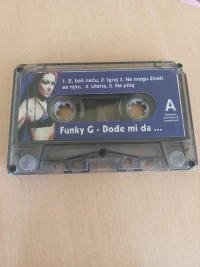 1. E, baš neću, 2. Igraj 3. Ne mogu živeti
sa njim, 4. Uteha, 5. Ne pitaj
A
Funky G - Dođe mi da ...